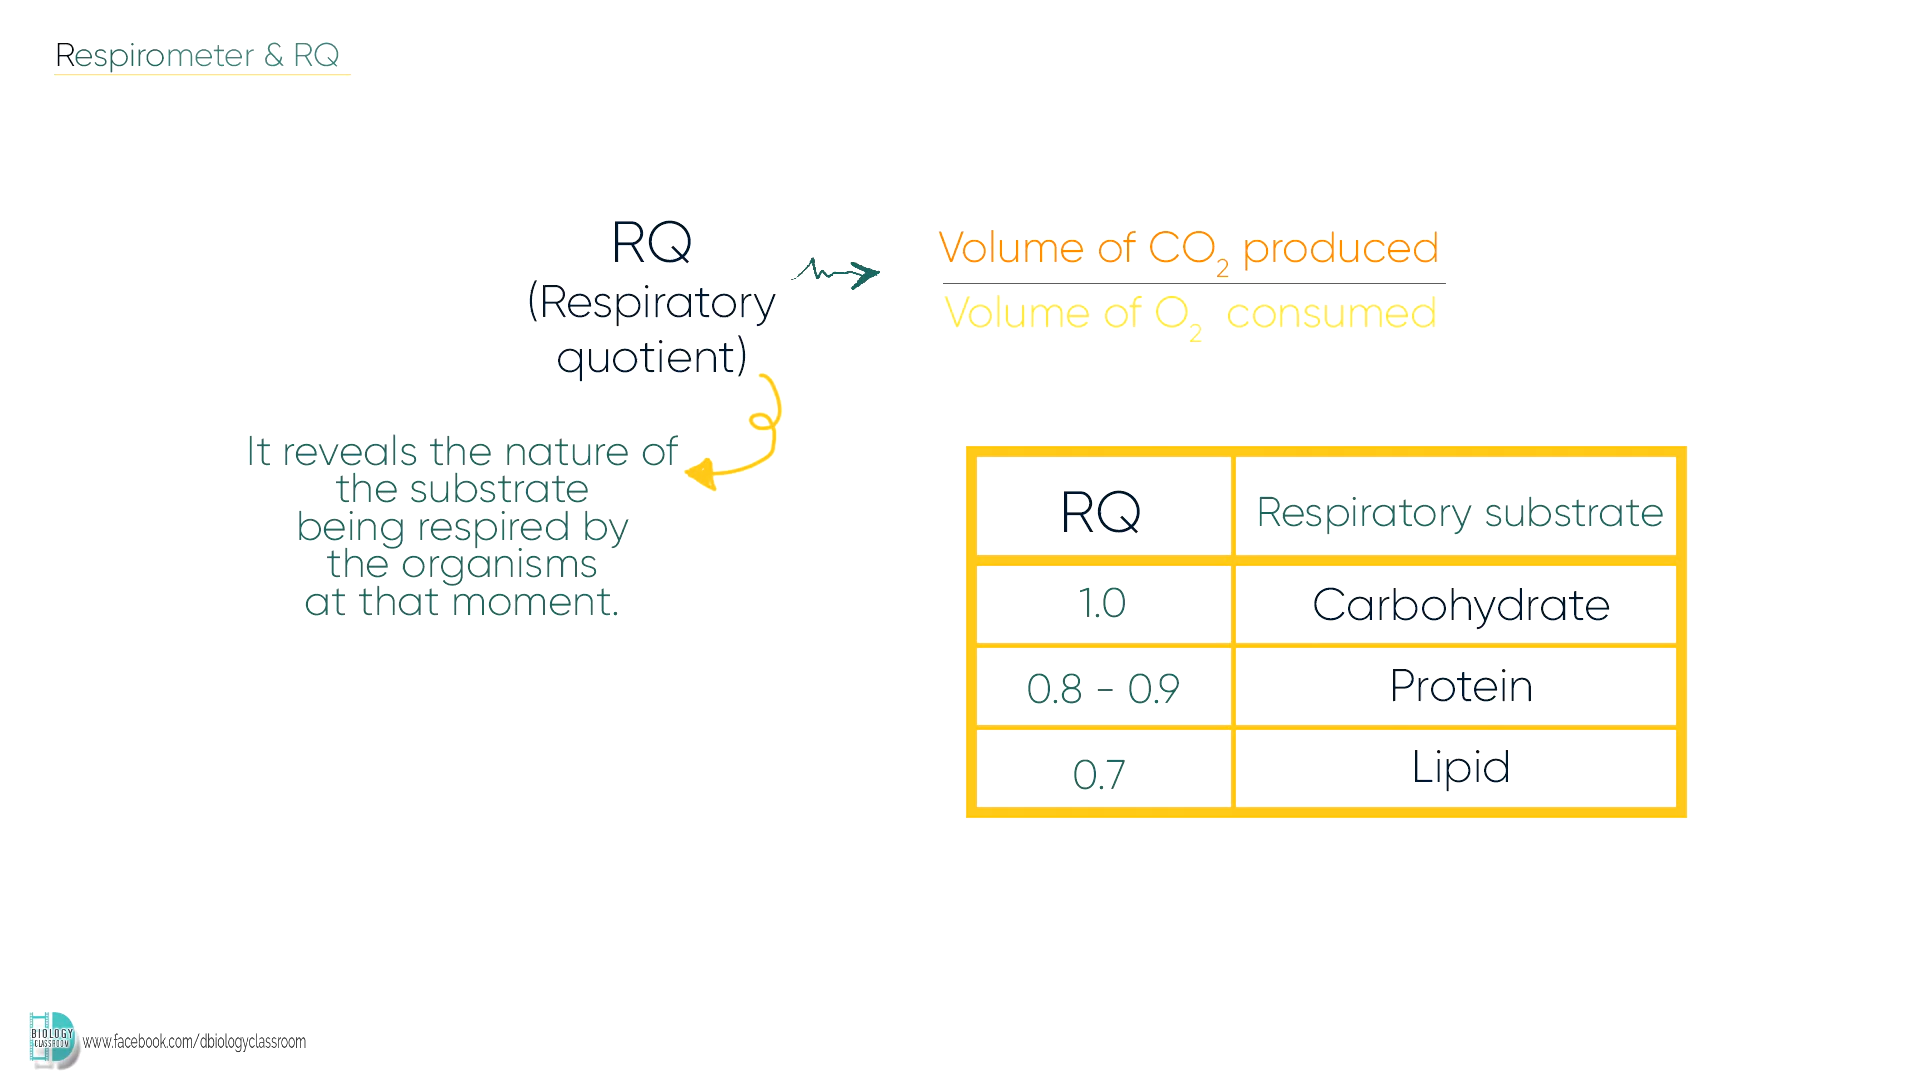 Respirometer & RQ
RQ
(Respiratory
quotient)
Volume of CO₂ produced
Volume of O₂ consumed
It reveals the nature of
the substrate
being respired by
the organisms
at that moment.
RQ Respiratory substrate
1.0 Carbohydrate
0.8 - 0.9 Protein
0.7 Lipid
BIOLOGY
CLASSROOM
www.facebook.com/dbiologyclassroom